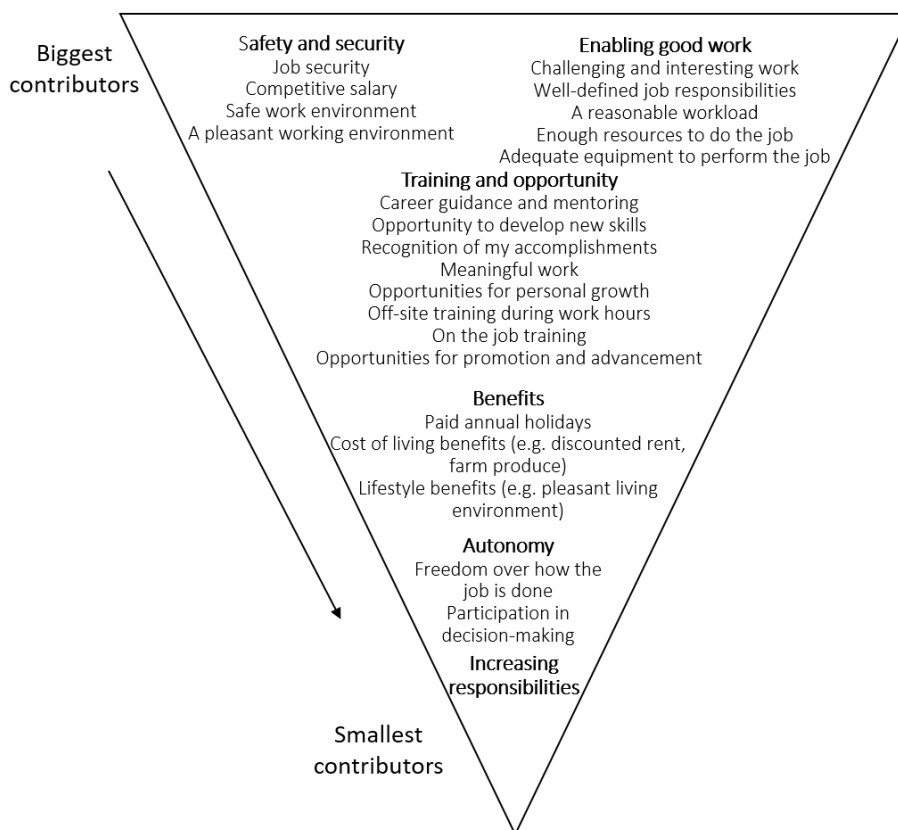 Biggest
contributors
Safety and security
Job security
Competitive salary
Safe work environment
A pleasant working environment
Enabling good work
Challenging and interesting work
Well-defined job responsibilities
A reasonable workload
Enough resources to do the job
Adequate equipment to perform the job
Training and opportunity
Career guidance and mentoring
Opportunity to develop new skills
Recognition of my accomplishments
Meaningful work
Opportunities for personal growth
Off-site training during work hours
On the job training
Opportunities for promotion and advancement
Benefits
Paid annual holidays
Cost of living benefits (e.g. discounted rent,
farm produce)
Lifestyle benefits (e.g. pleasant living
environment)
Autonomy
Freedom over how the
job is done
Participation in
decision-making
Increasing
responsibilities
Smallest
contributors